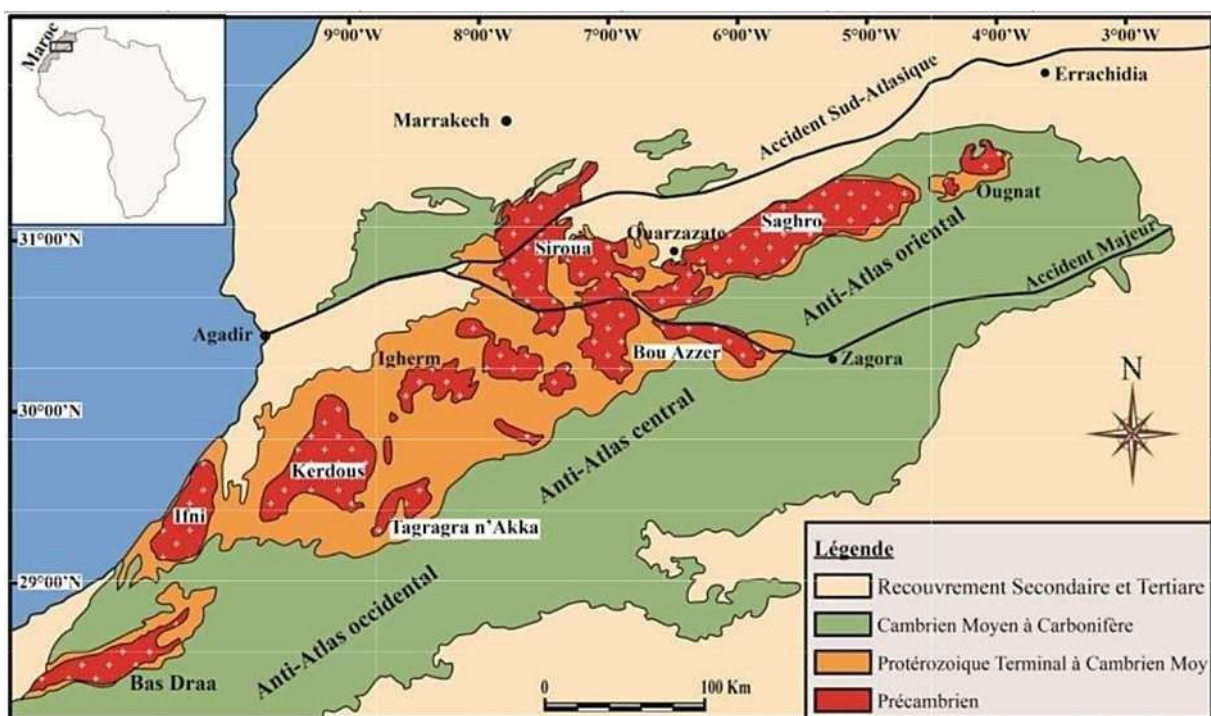 Maroc
9°00'W
8°00'W
7°00'W
6°00'W
5°00'W
4°00'W
3°00'W
Errachidia
Marrakech
Accident Sud-Atlasique
Ougnat
31°00'N
Siroua
Ouarzazate
Saghro
Anti-Atlas oriental
Accident Majeur
Agadir
Igherm
Bou Azzer
Zagora
30°00'N
N
Kerdous
Anti-Atlas central
Ifni
Tagragra n'Akka
29°00'N
Anti-Atlas occidental
Bas Draa
0
100 Km
Légende
Recouvrement Secondaire et Tertiare
Cambrien Moyen à Carbonifère
Protérozoique Terminal à Cambrien Moy
Précambrien